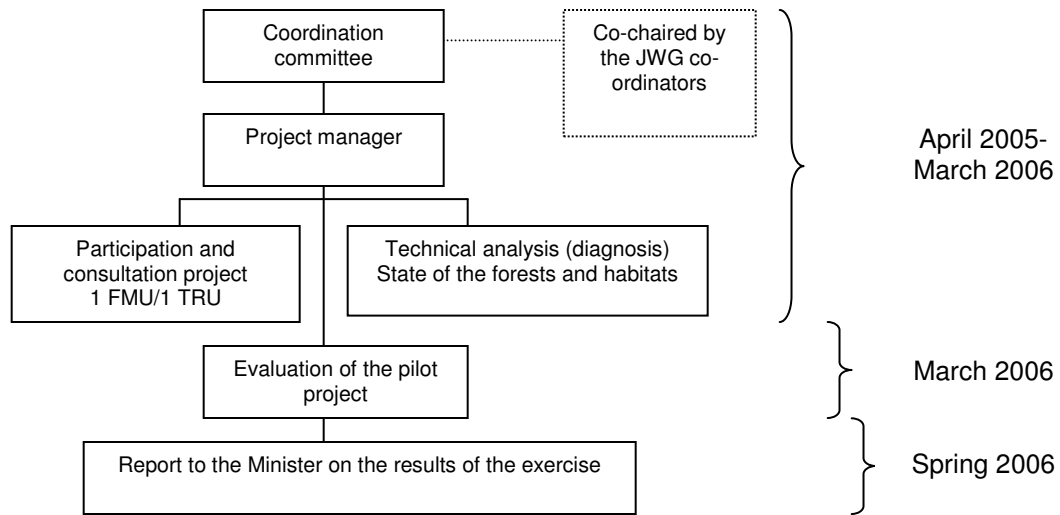 Coordination
committee
Co-chaired by
the JWG co-
ordinators
Project manager
April 2005-
March 2006
Participation and
consultation project
1 FMU/1 TRU
Technical analysis (diagnosis)
State of the forests and habitats
Evaluation of the pilot
project
March 2006
Report to the Minister on the results of the exercise
Spring 2006